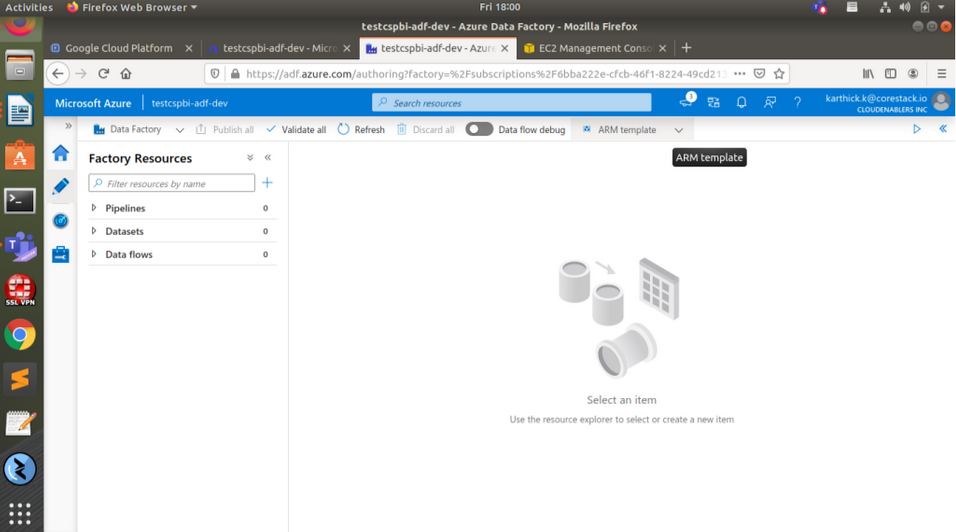 Activities Firefox Web Browser Fri 18:00
testcspbi-adf-dev - Azure Data Factory - Mozilla Firefox
Google Cloud Platform testcspbi-adf-dev - Micro testcspbi-adf-dev - Azure EC2 Management Conso
https://adf.azure.com/authoring?factory=%2Fsubscriptions%2F6bba222e-cfcb-46f1-8224-49cd213
Microsoft Azure testcspbi-adf-dev Search resources 3 ? karthick.k@corestack.io
CLOUDENABLERS INC
Data Factory Publish all Validate all Refresh Discard all Data flow debug ARM template
ARM template
Factory Resources
Filter resources by name
Pipelines 0
Datasets 0
Data flows 0
SSL VPN
Select an item
Use the resource explorer to select or create a new item